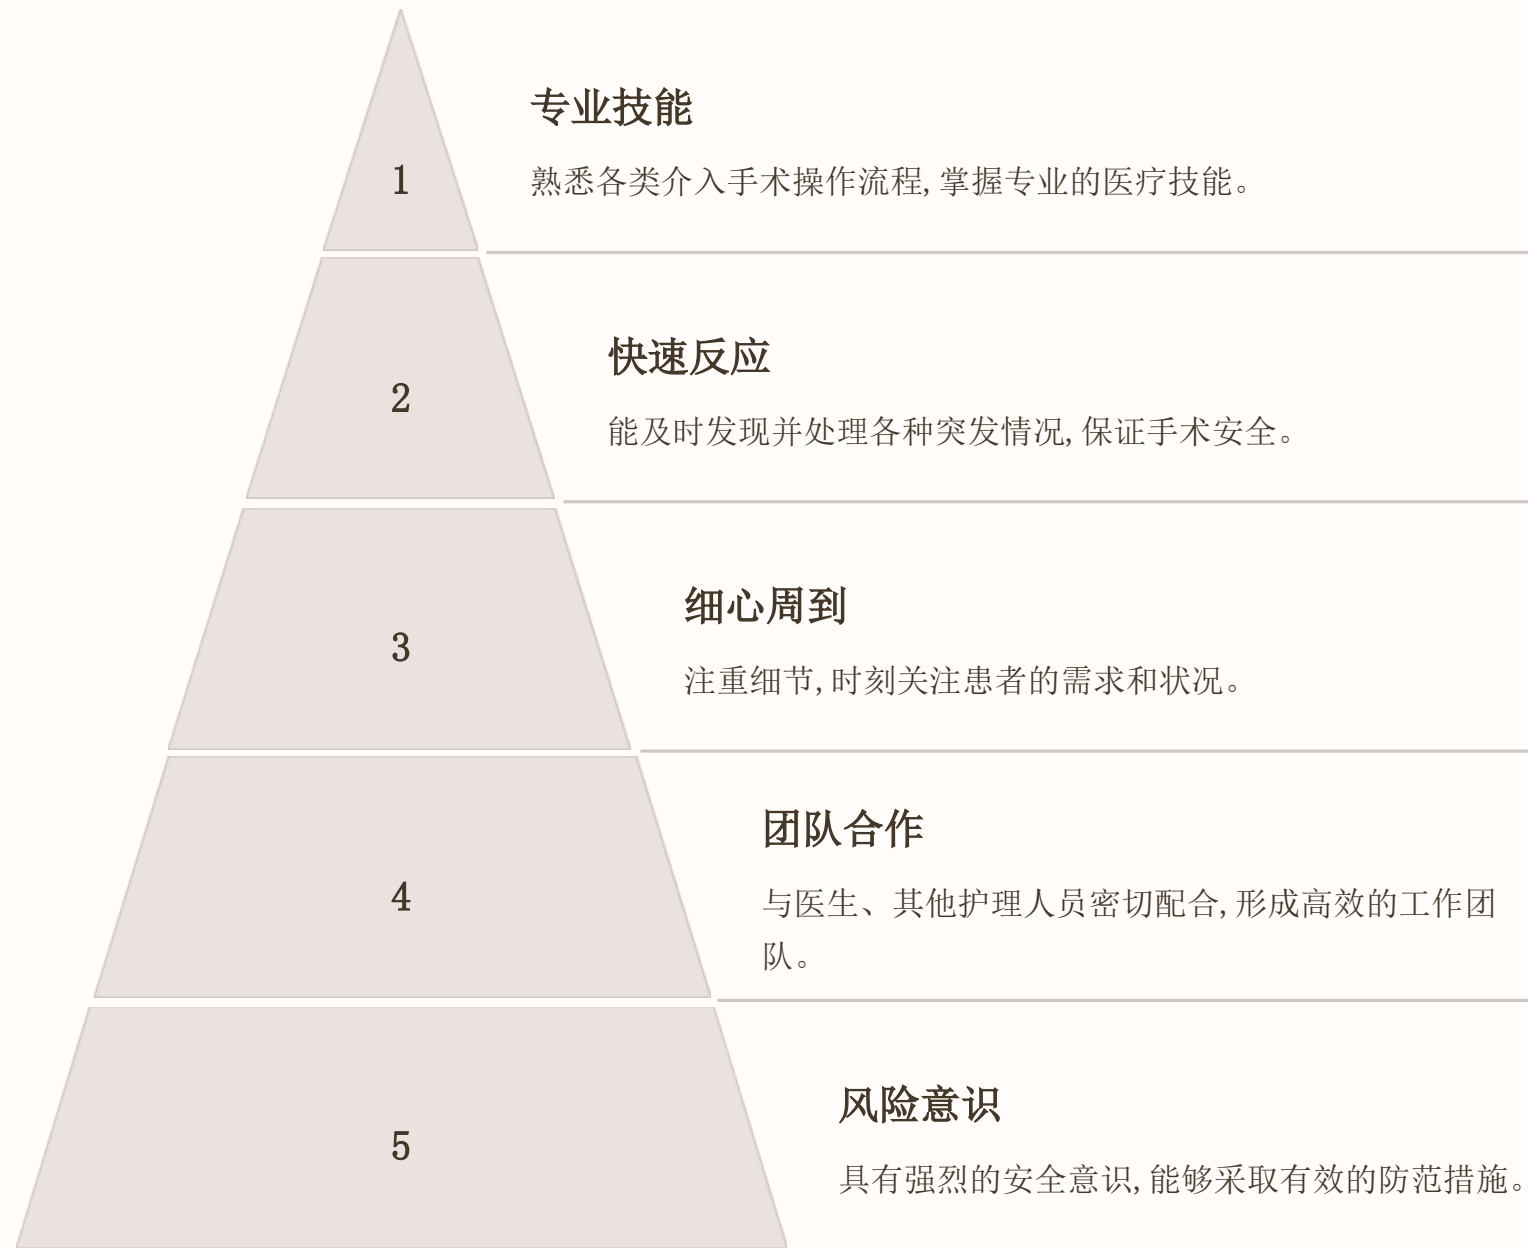 专业技能
1
熟悉各类介入手术操作流程,掌握专业的医疗技能。
快速反应
2
能及时发现并处理各种突发情况,保证手术安全。
细心周到
3
注重细节,时刻关注患者的需求和状况。
团队合作
4
与医生、其他护理人员密切配合,形成高效的工作团
队。
风险意识
5
具有强烈的安全意识,能够采取有效的防范措施。